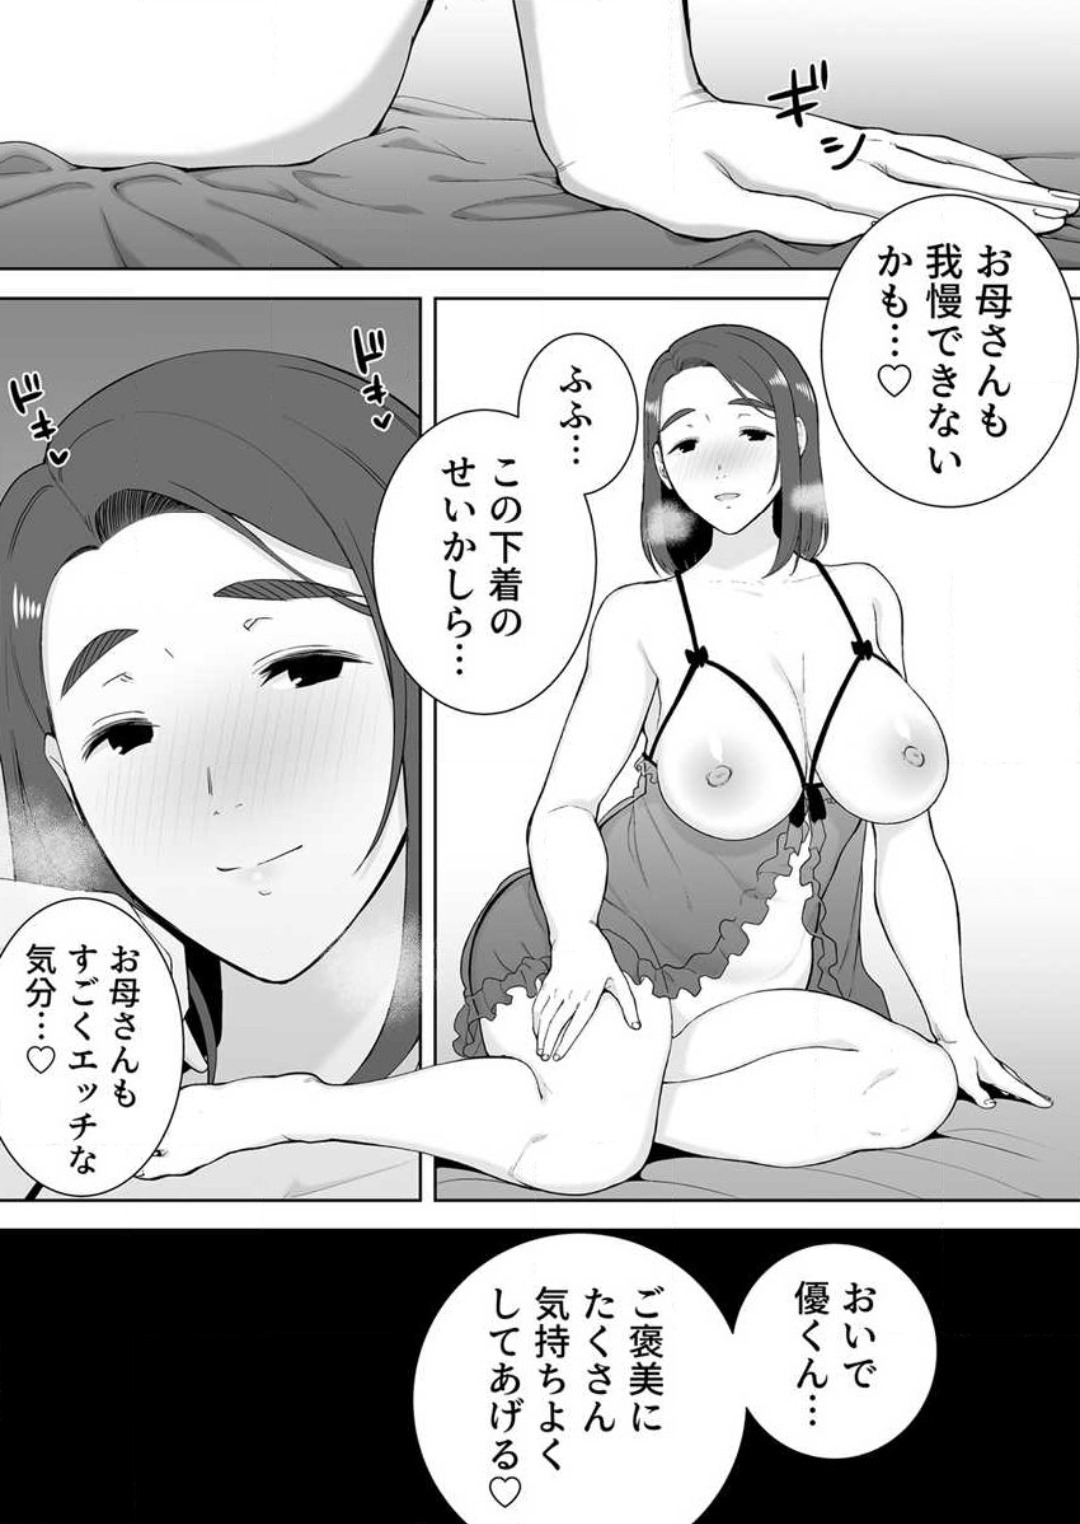 ギシ
お母さんも
我慢できない
かも…♡
ふふ…
この下着の
せいかしら…
ドキ♥
ドキ♥
お母さんも
すごくエッチな
気分…♡
おいで
優くん…
ご褒美に
たくさん
気持ちよく
してあげる♡